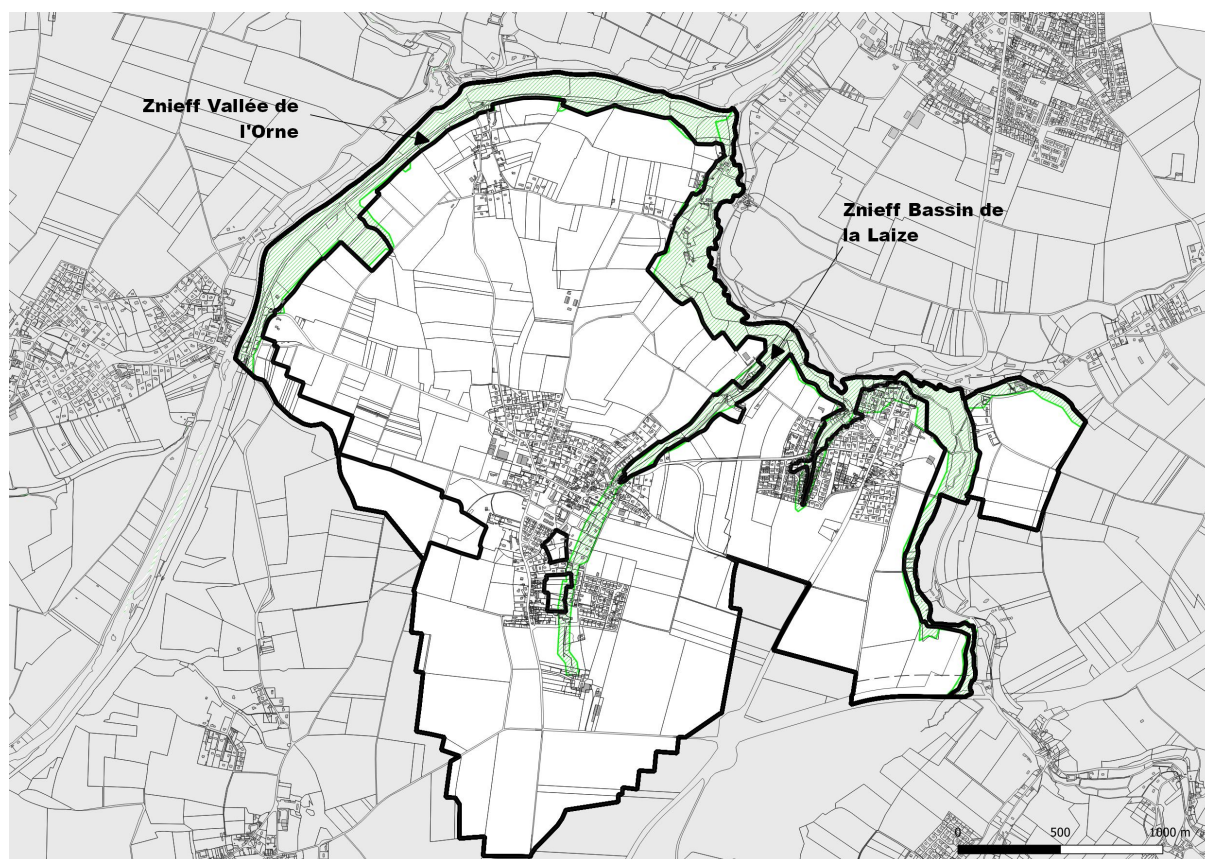 Znieff Vallée de
l'Orne
Znieff Bassin de
la Laize
0 500 1000 m